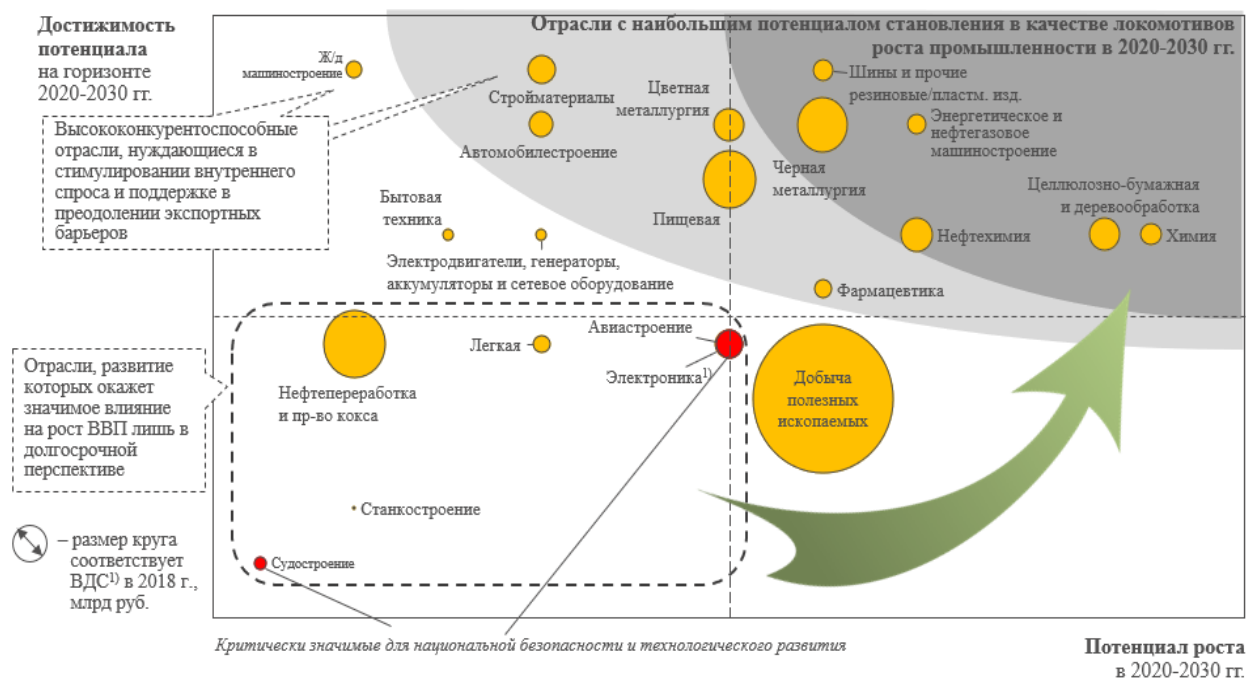 Достижимость
потенциала
на горизонте
2020-2030 гг.
Отрасли с наибольшим потенциалом становления в качестве локомотивов
роста промышленности в 2020-2030 гг.
Ж/д
машиностроение
Стройматериалы
Автомобилестроение
Цветная
металлургия
Шины и прочие
резиновые/пластм. изд.
Энергетическое и
нефтегазовое
машиностроение
Черная
металлургия
Пищевая
Целлюлозно-бумажная
и деревообработка
Нефтехимия
Химия
Фармацевтика
Высококонкурентоспособные
отрасли, нуждающиеся в
стимулировании внутреннего
спроса и поддержке в
преодолении экспортных
барьеров
Бытовая
техника
Электродвигатели, генераторы,
аккумуляторы и сетевое оборудование
Отрасли, развитие
которых окажет
значимое влияние
на рост ВВП лишь в
долгосрочной
перспективе
Нефтепереработка
и пр-во кокса
Легкая
Авиастроение
Электроника1)
Добыча
полезных
ископаемых
Станкостроение
Судостроение
– размер круга
соответствует
ВДС1) в 2018 г.,
млрд руб.
Критически значимые для национальной безопасности и технологического развития
Потенциал роста
в 2020-2030 гг.